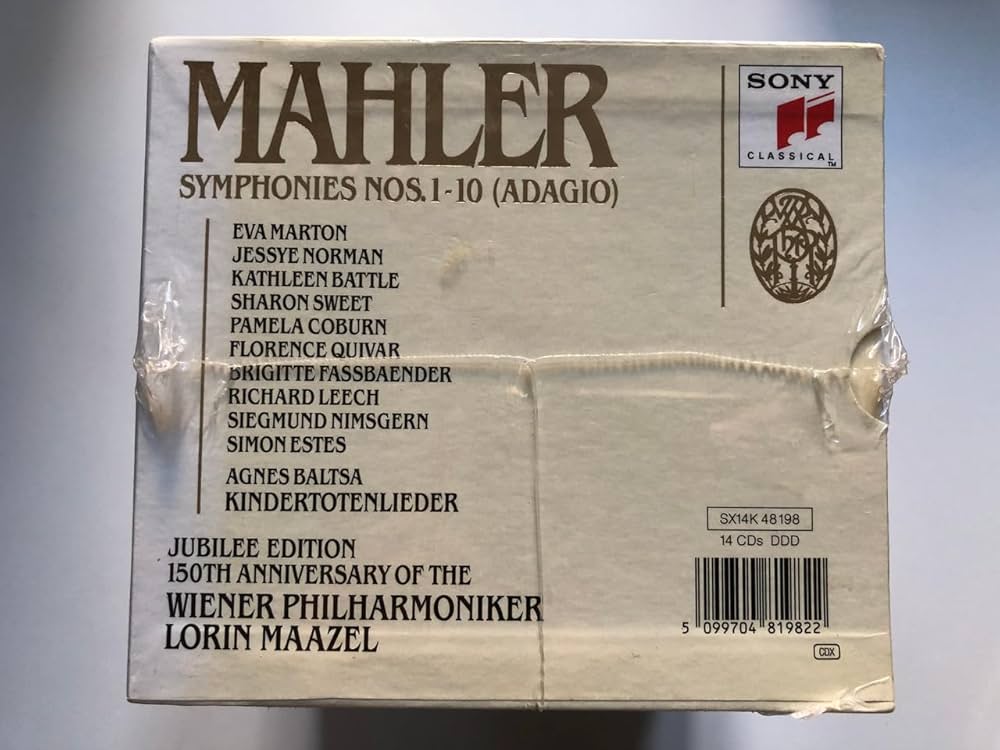 MAHLER
SYMPHONIES NOS. 1-10 (ADAGIO)
EVA MARTON
JESSYE NORMAN
KATHLEEN BATTLE
SHARON SWEET
PAMELA COBURN
FLORENCE QUIVAR
BRIGITTE FASSBAENDER
RICHARD LEECH
SIEGMUND NIMSGERN
SIMON ESTES
AGNES BALTSA
KINDERTOTENLIEDER
JUBILEE EDITION
150TH ANNIVERSARY OF THE
WIENER PHILHARMONIKER
LORIN MAAZEL
SONY
CLASSICAL™
SX14K 48198
14 CDs DDD
5 099704 819822
CDX